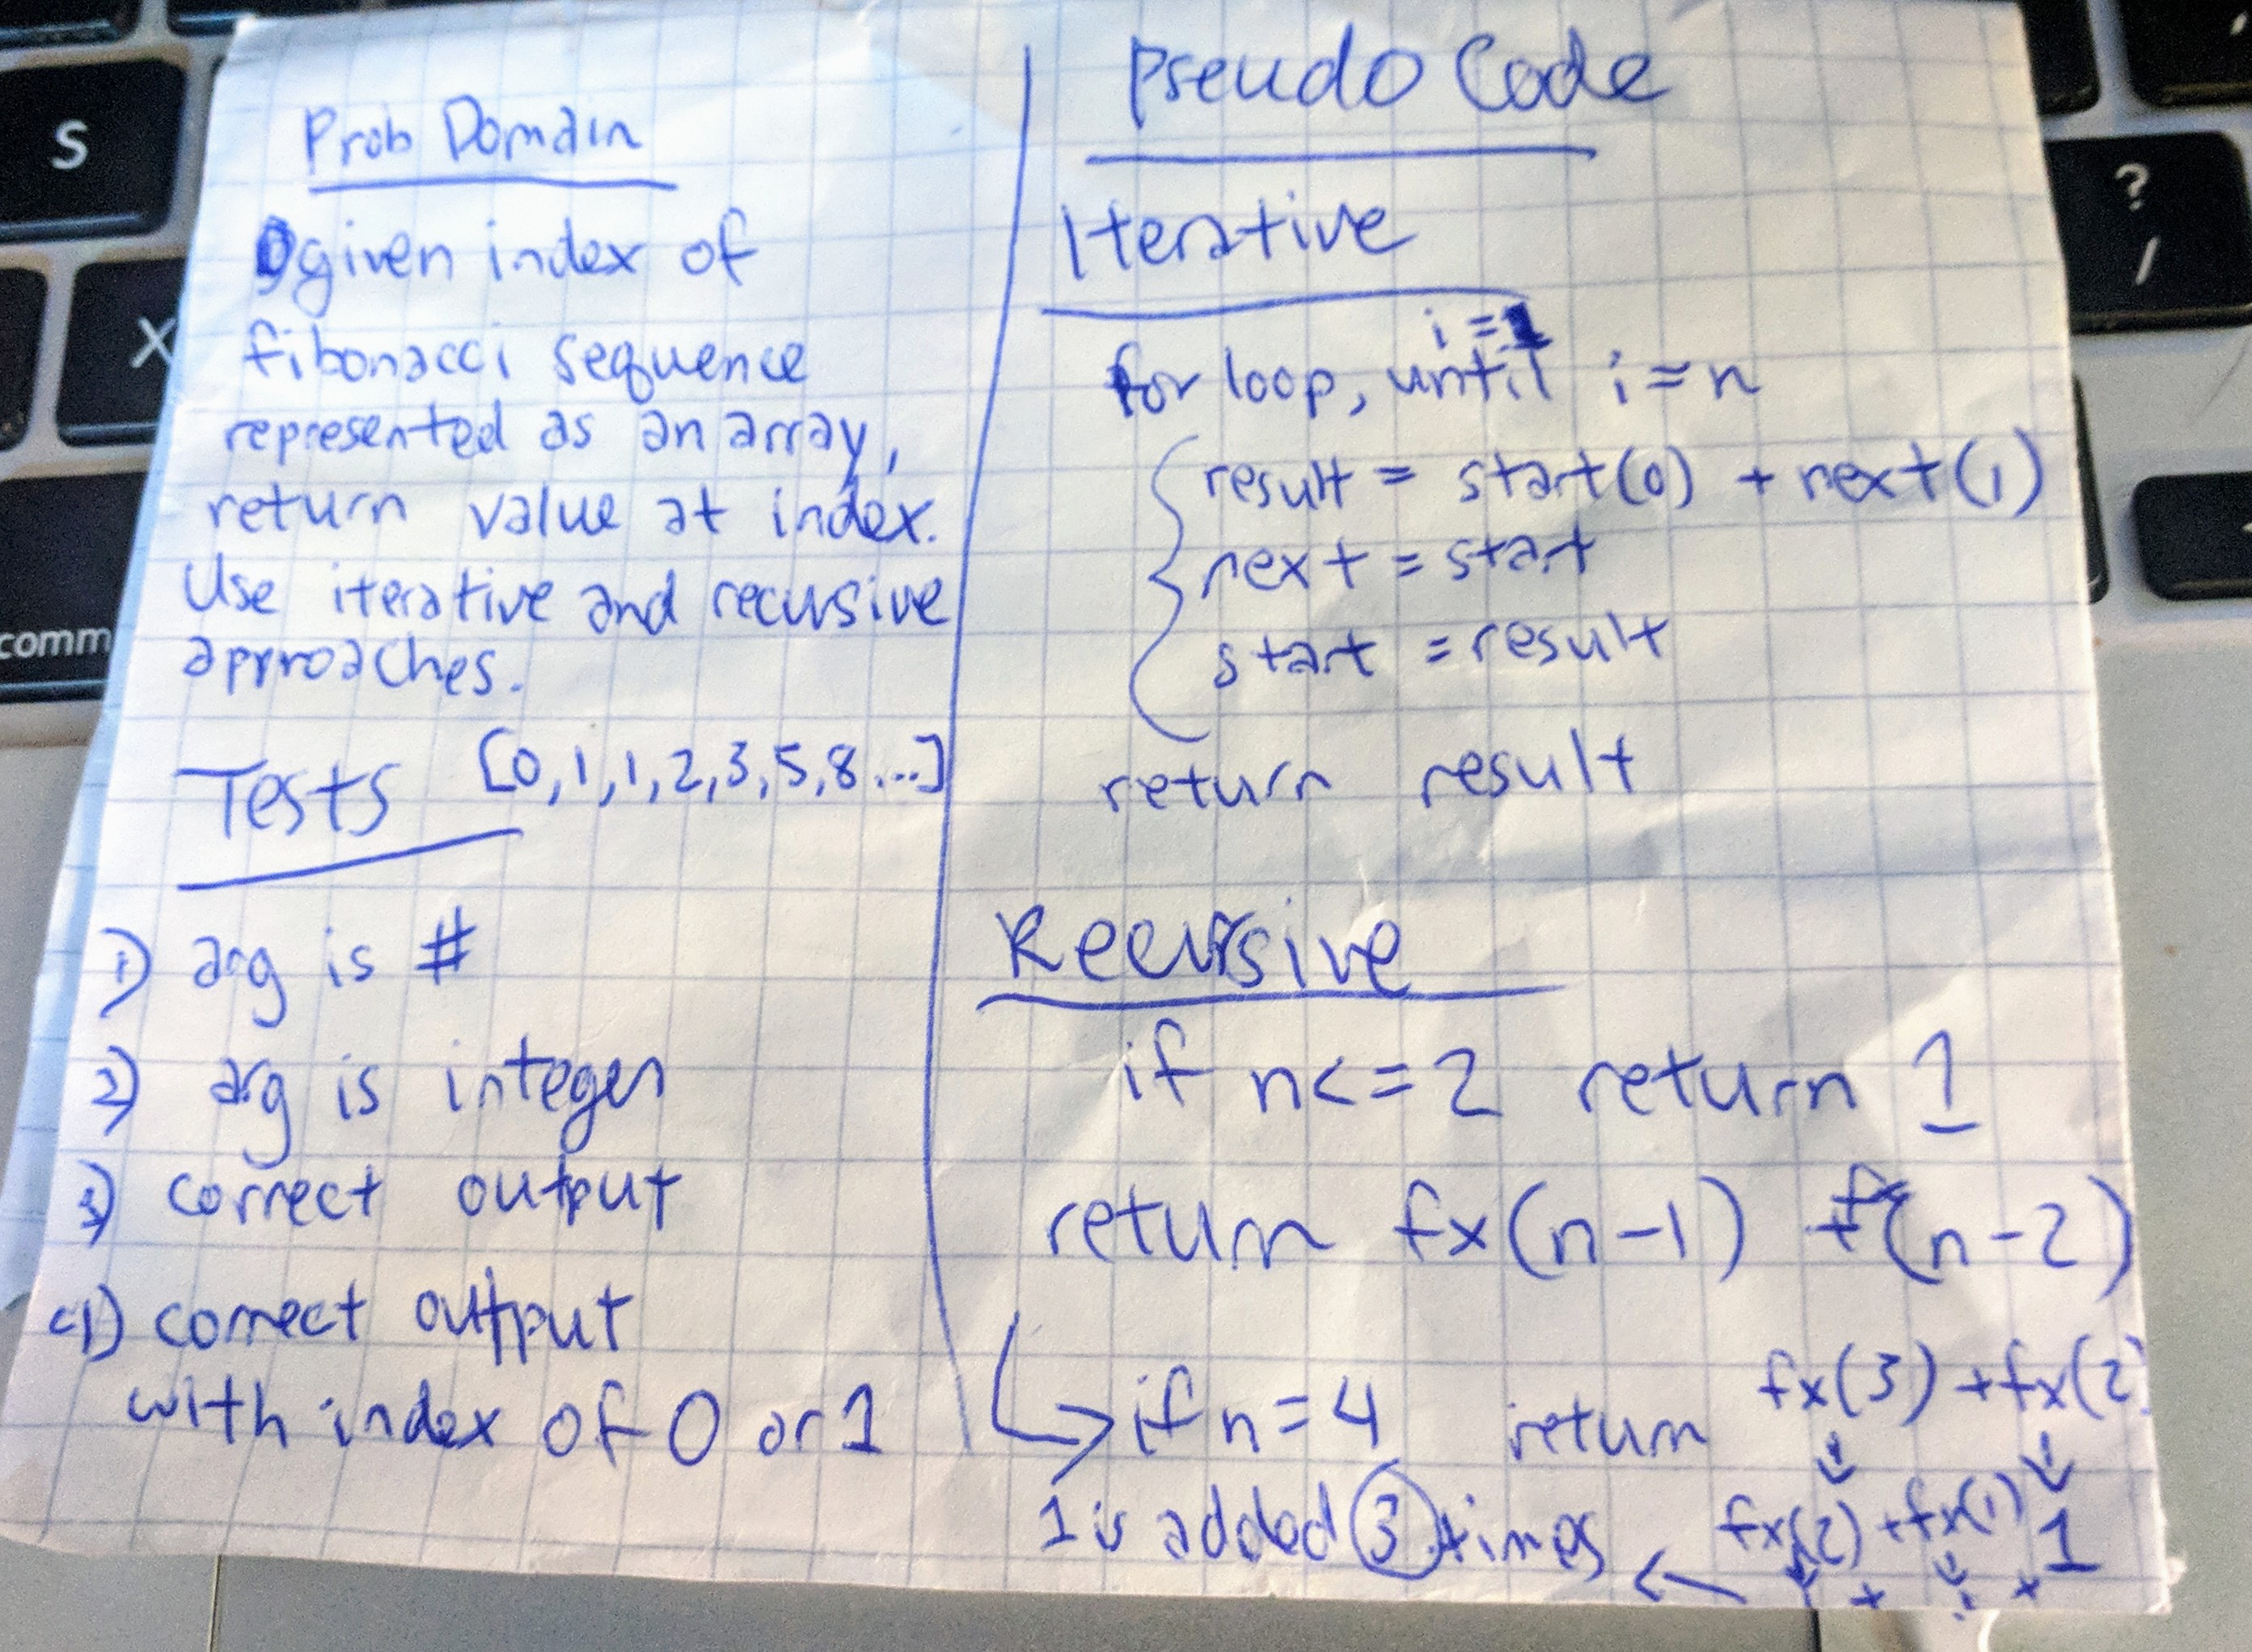 Prob Domain
given index of
fibonacci sequence
represented as an array,
return value at index.
Use iterative and recursive
approaches.
Tests [0,1,1,2,3,5,8...]
1) arg is #
2) arg is integer
3) correct output
4) correct output
with index of 0 or 1
Pseudo Code
Iterative
i = 1
for loop, until i = n
result = start(0) + next(1)
next = start
start = result
return result
Recursive
if n <= 2 return 1
return fx(n-1) + (n-2)
if n = 4 return fx(3) + fx(2
1 is added 3 times
fx(2) + fx(1) 1
1 + 1 +
S
X
comm
?
/